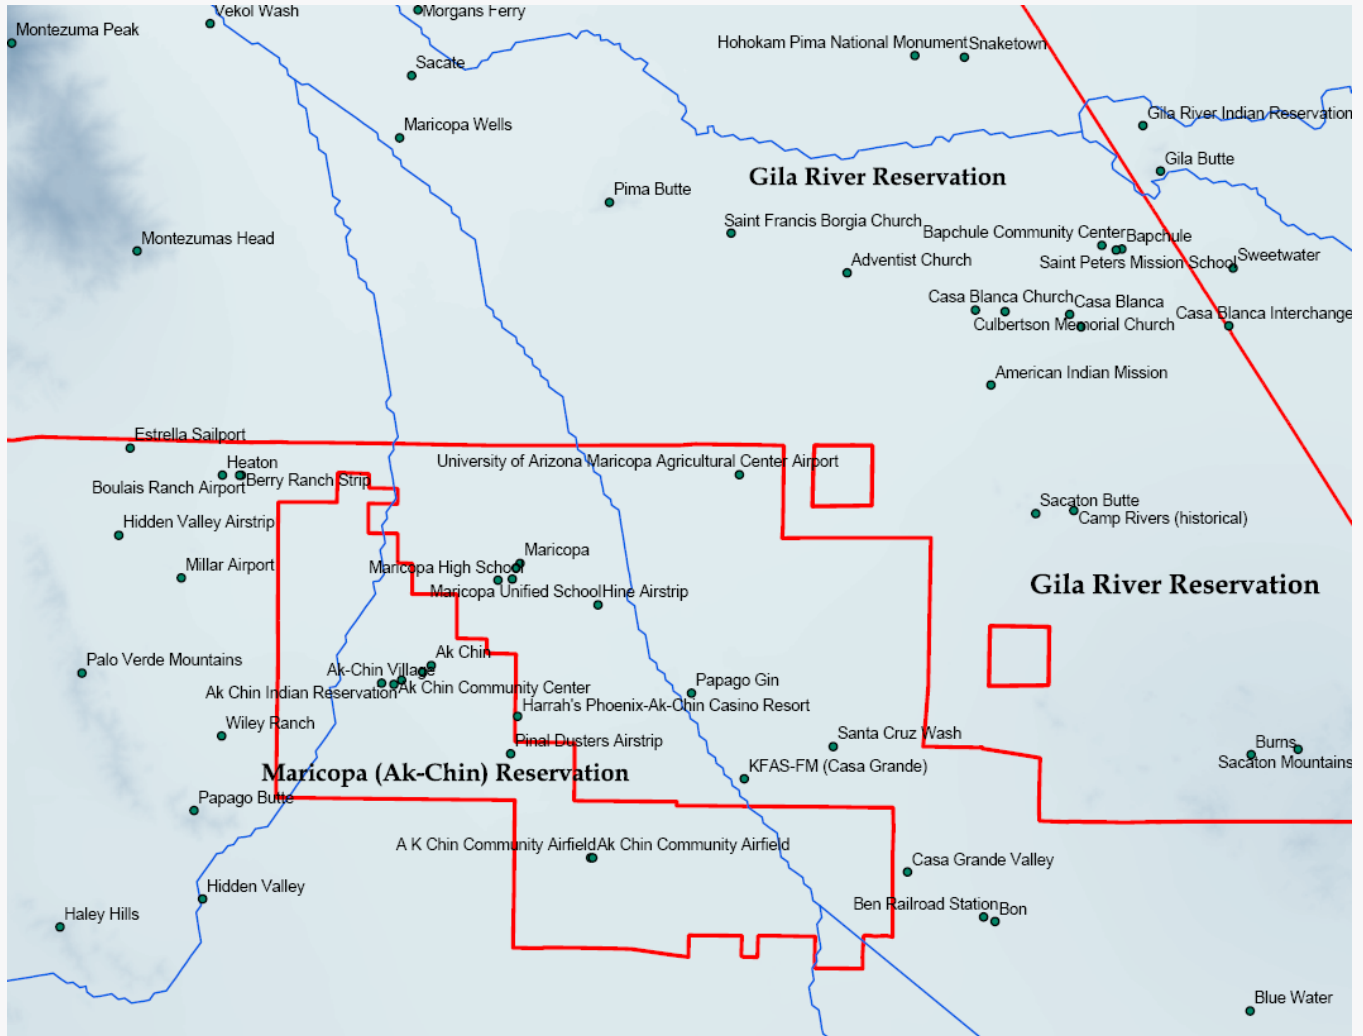 Vekol Wash
Morgans Ferry
Montezuma Peak
Hohokam Pima National Monument
Snaketown
Sacate
Gila River Indian Reservation
Maricopa Wells
Gila Butte
Gila River Reservation
Pima Butte
Saint Francis Borgia Church
Bapchule Community Center
Bapchule
Montezumas Head
Sweetwater
Saint Peters Mission School
Adventist Church
Casa Blanca Church
Casa Blanca
Casa Blanca Interchange
Culbertson Memorial Church
American Indian Mission
Estrella Sailport
Heaton
University of Arizona Maricopa Agricultural Center Airport
Berry Ranch Strip
Boulais Ranch Airport
Sacaton Butte
Camp Rivers (historical)
Hidden Valley Airstrip
Maricopa
Millar Airport
Maricopa High School
Gila River Reservation
Maricopa Unified School
Hine Airstrip
Ak Chin
Palo Verde Mountains
Ak-Chin Village
Papago Gin
Ak Chin Indian Reservation
Ak Chin Community Center
Harrah's Phoenix-Ak-Chin Casino Resort
Wiley Ranch
Santa Cruz Wash
Pinal Dusters Airstrip
Burns
Sacaton Mountains
KFAS-FM (Casa Grande)
Maricopa (Ak-Chin) Reservation
Papago Butte
A K Chin Community Airfield
Ak Chin Community Airfield
Casa Grande Valley
Hidden Valley
Ben Railroad Station
Bon
Haley Hills
Blue Water